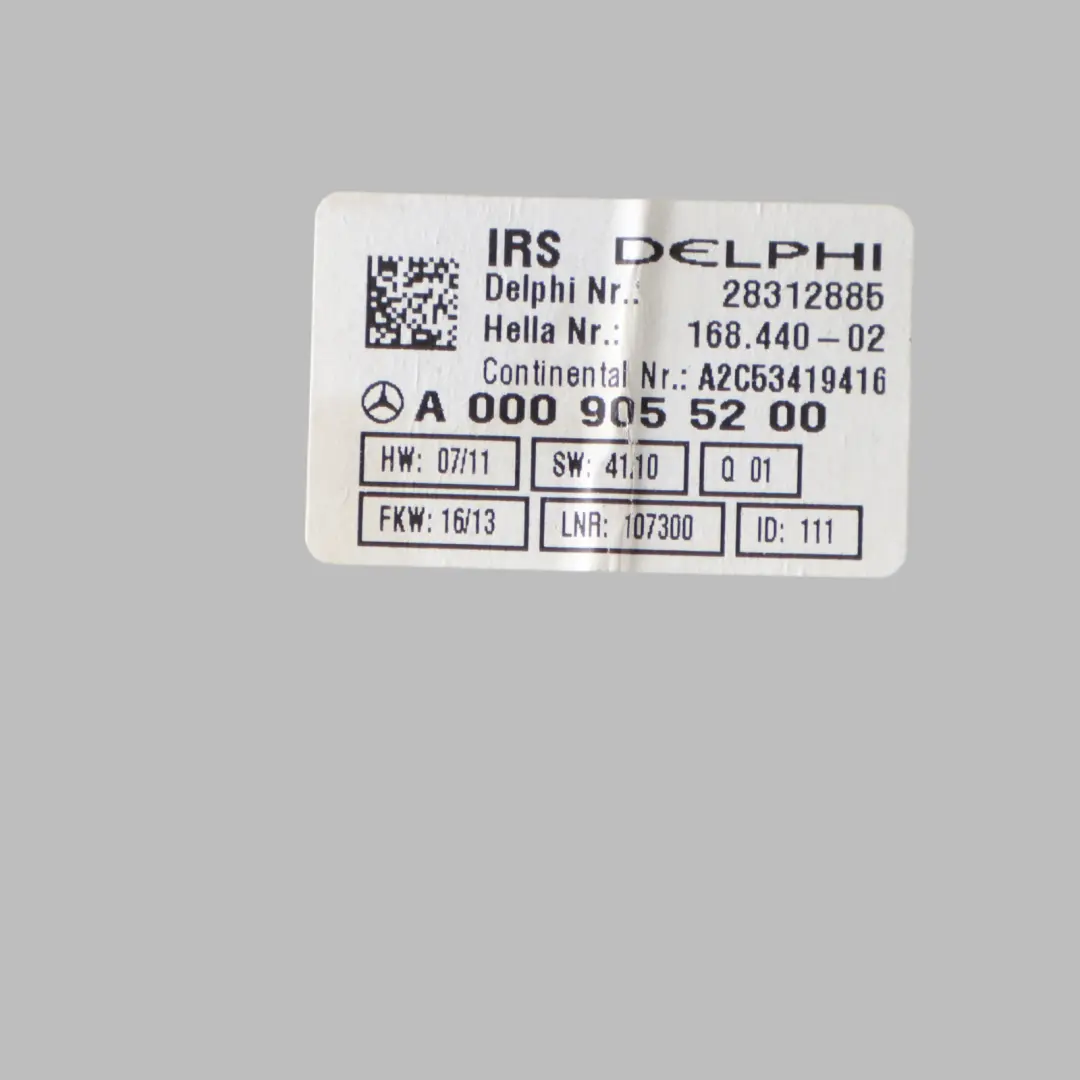 IRS DELPHI
Delphi Nr.: 28312885
Hella Nr.: 168.440-02
Continental Nr.: A2C53419416
A 000 905 52 00
HW: 07/11 SW: 41.10 Q 01
FKW: 16/13 LNR: 107300 ID: 111